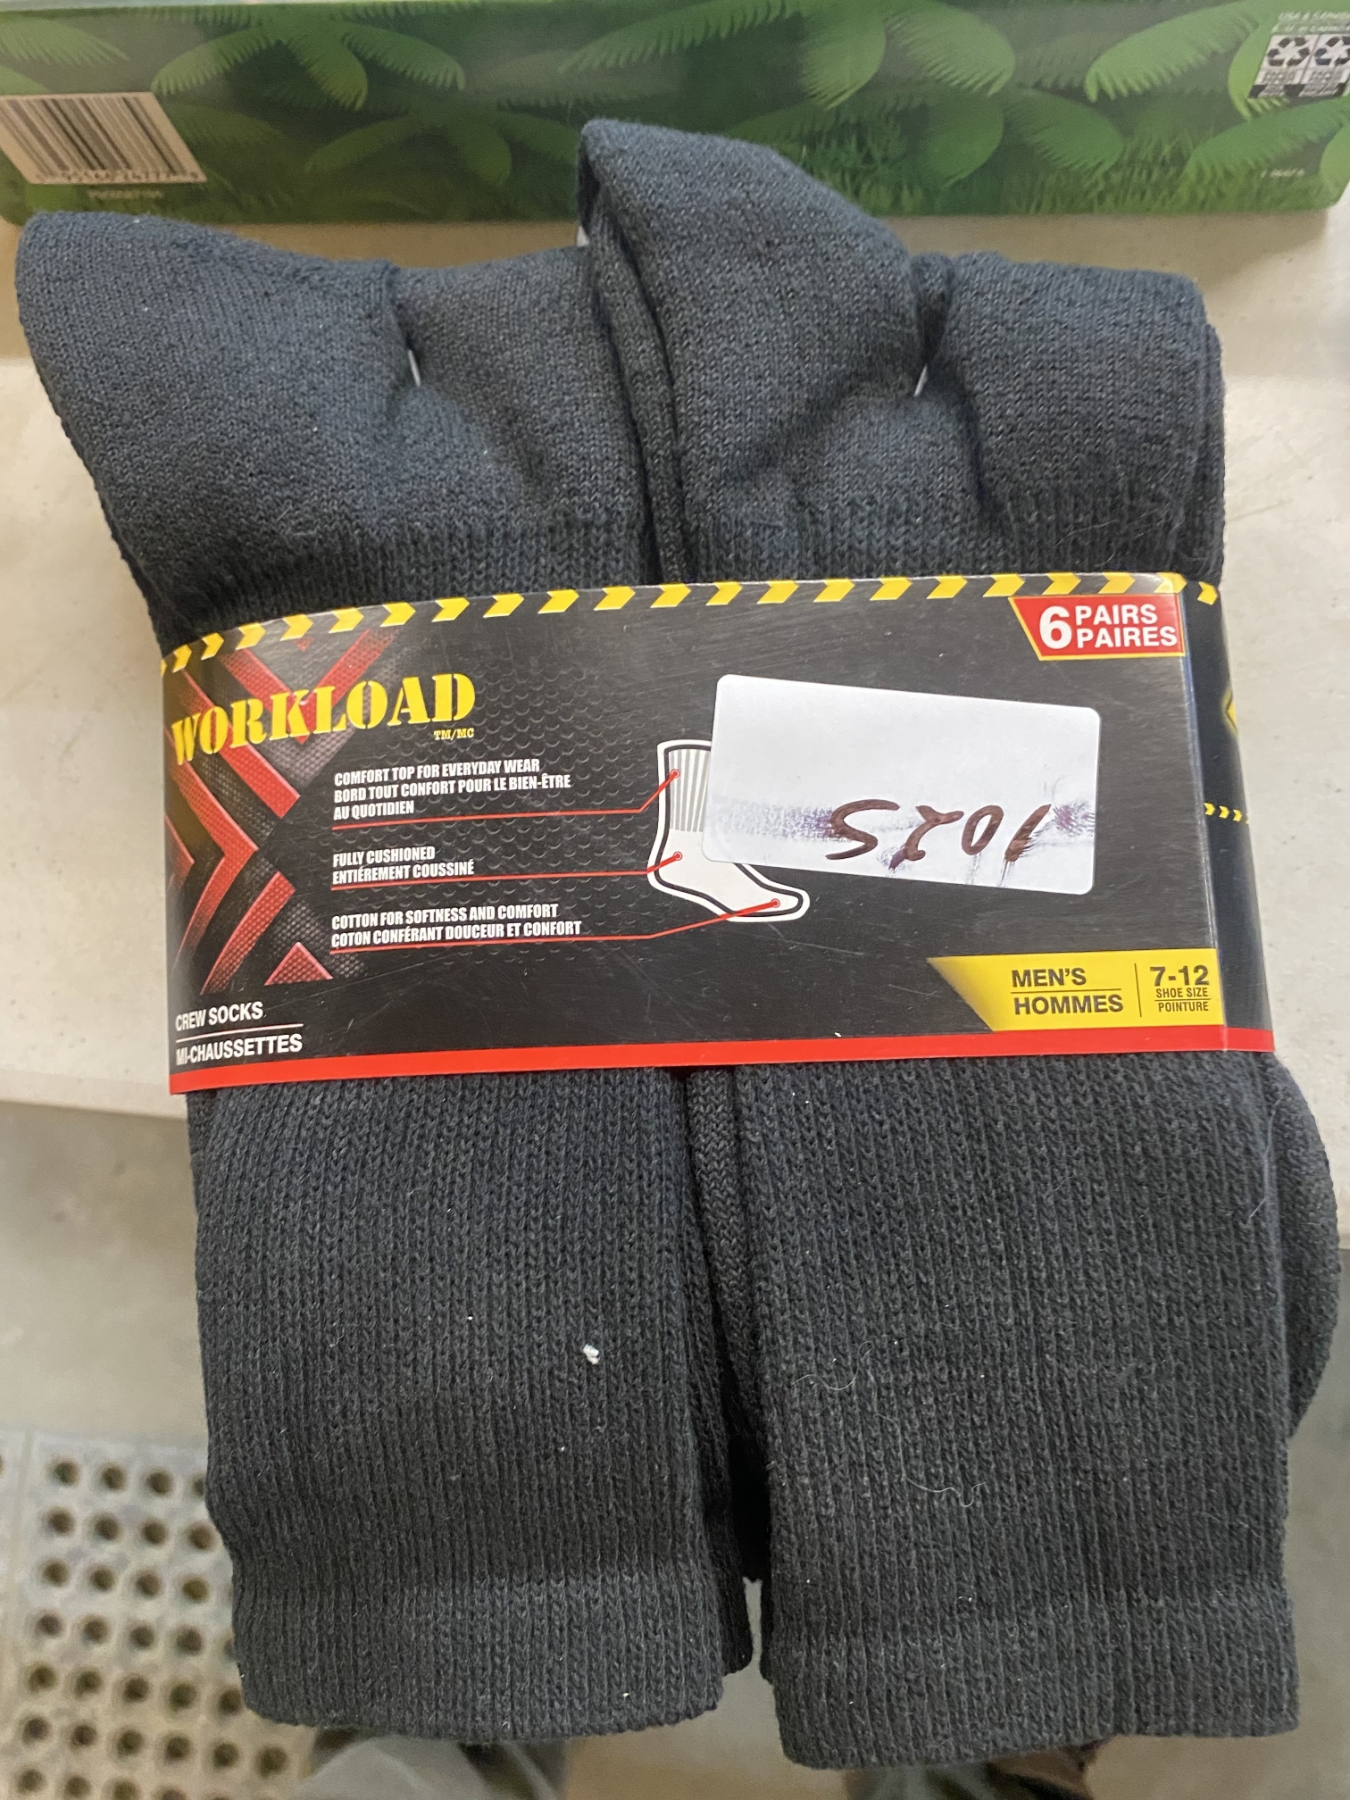 WORKLOAD
TM/MC
6 PAIRS
PAIRES
COMFORT TOP FOR EVERYDAY WEAR
BORD TOUT CONFORT POUR LE BIEN-ÊTRE
AU QUOTIDIEN
FULLY CUSHIONED
ENTIÉREMENT COUSSINÉ
COTTON FOR SOFTNESS AND COMFORT
COTON CONFÉRANT DOUCEUR ET CONFORT
1025
CREW SOCKS
MI-CHAUSSETTES
MEN'S
HOMMES
7-12
SHOE SIZE
POINTURE